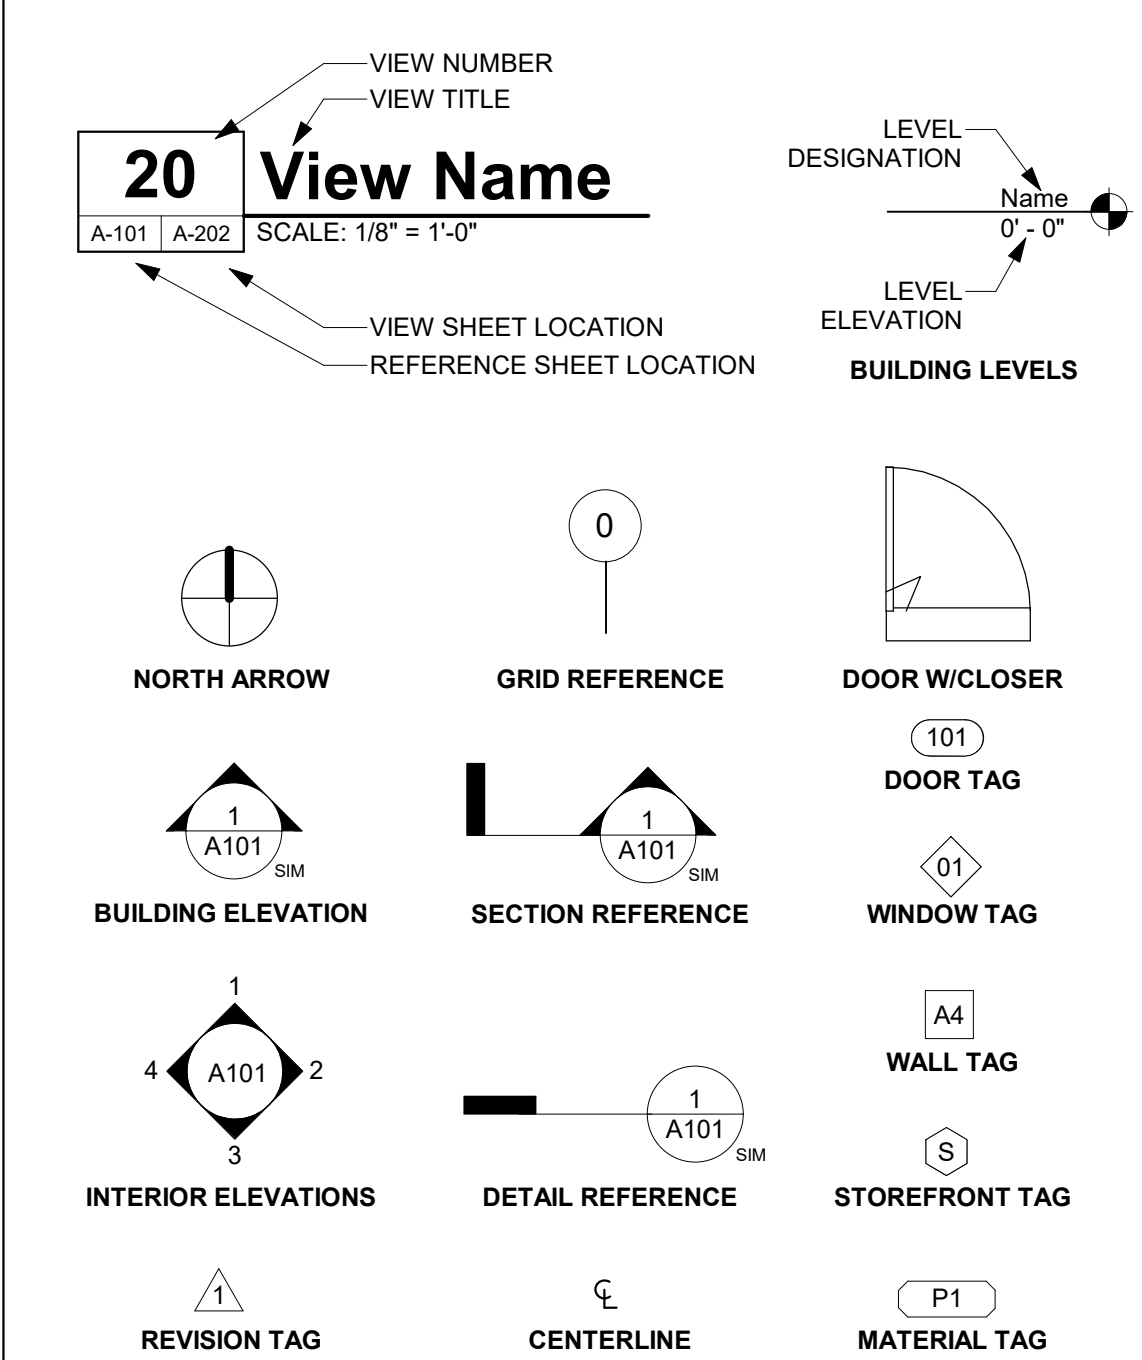 VIEW NUMBER
VIEW TITLE
20 View Name
A-101 A-202 SCALE: 1/8" = 1'-0"
VIEW SHEET LOCATION
REFERENCE SHEET LOCATION
LEVEL
DESIGNATION
Name
0' - 0"
LEVEL
ELEVATION
BUILDING LEVELS
NORTH ARROW
0
GRID REFERENCE
DOOR W/CLOSER
101
DOOR TAG
1
A101
SIM
BUILDING ELEVATION
1
A101
SIM
SECTION REFERENCE
01
WINDOW TAG
A4
WALL TAG
1
4 A101 2
3
INTERIOR ELEVATIONS
1
A101
SIM
DETAIL REFERENCE
S
STOREFRONT TAG
1
REVISION TAG
℄
CENTERLINE
P1
MATERIAL TAG